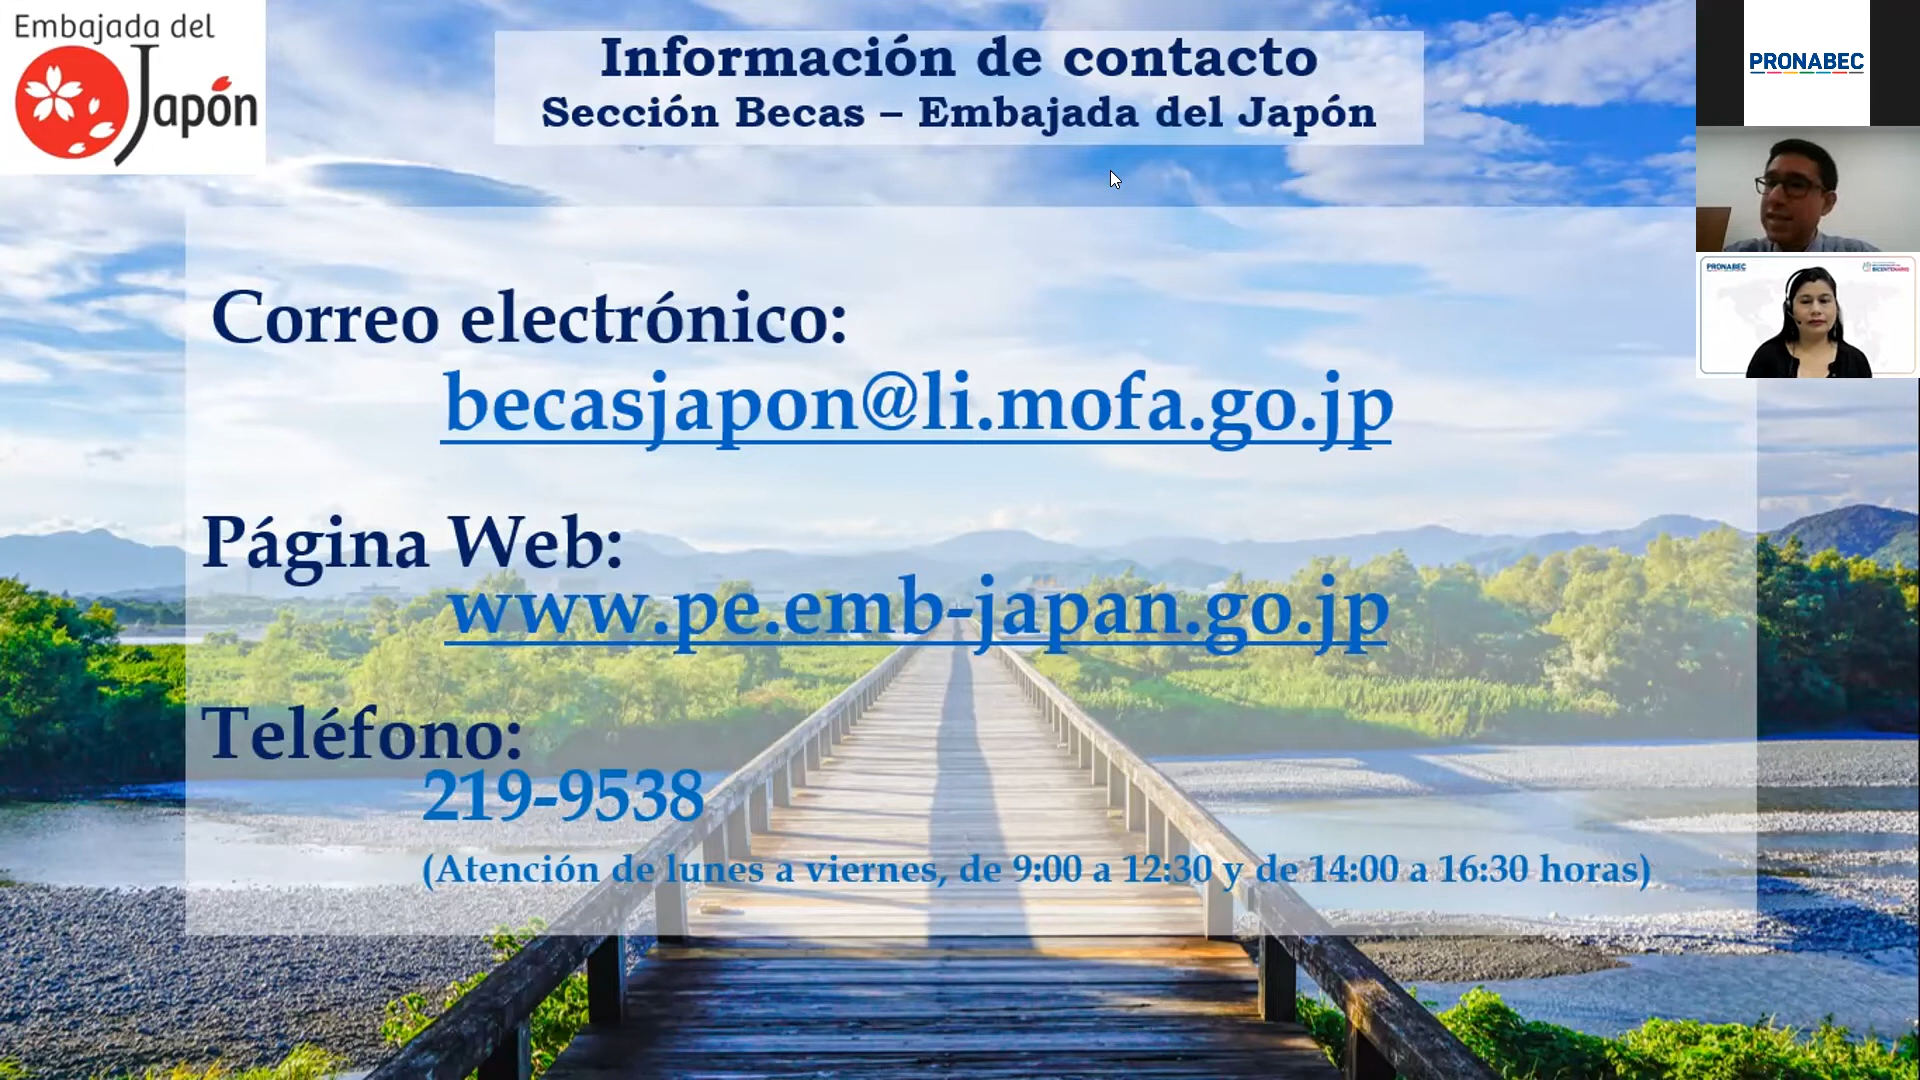 Embajada del
Japón
Información de contacto
Sección Becas – Embajada del Japón
PRONABEC
PRONABEC
BICENTENARIO
Correo electrónico:
becasjapon@li.mofa.go.jp
Página Web:
www.pe.emb-japan.go.jp
Teléfono:
219-9538
(Atención de lunes a viernes, de 9:00 a 12:30 y de 14:00 a 16:30 horas)